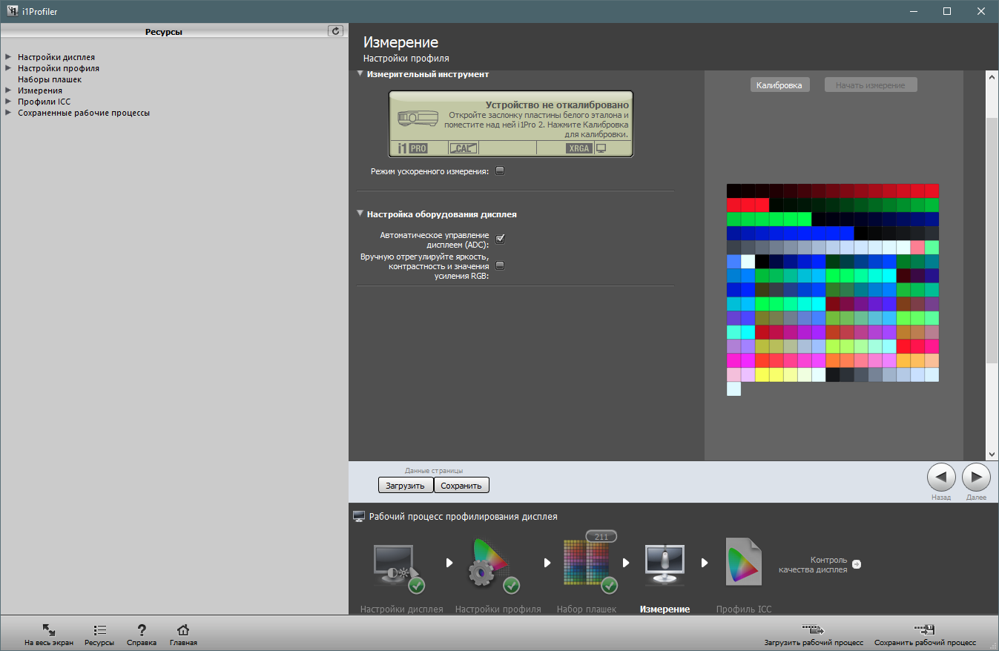 i1Profiler
Ресурсы
Настройки дисплея
Настройки профиля
Наборы плашек
Измерения
Профили ICC
Сохраненные рабочие процессы
Измерение
Настройки профиля
Измерительный инструмент
Устройство не откалибровано
Откройте заслонку пластины белого эталона и
поместите над ней i1Pro 2. Нажмите Калибровка
для калибровки.
i1 PRO
CAL
XRGA
Режим ускоренного измерения:
Настройка оборудования дисплея
Автоматическое управление
дисплеем (ADC):
Вручную отрегулируйте яркость,
контрастность и значения
усиления RGB:
Калибровка
Начать измерение
Данные страницы
Загрузить
Сохранить
Назад
Далее
Рабочий процесс профилирования дисплея
211
Настройки дисплея
Настройки профиля
Набор плашек
Измерение
Профиль ICC
Контроль
качества дисплея
На весь экран
Ресурсы
?
Справка
Главная
Загрузить рабочий процесс
Сохранить рабочий процесс